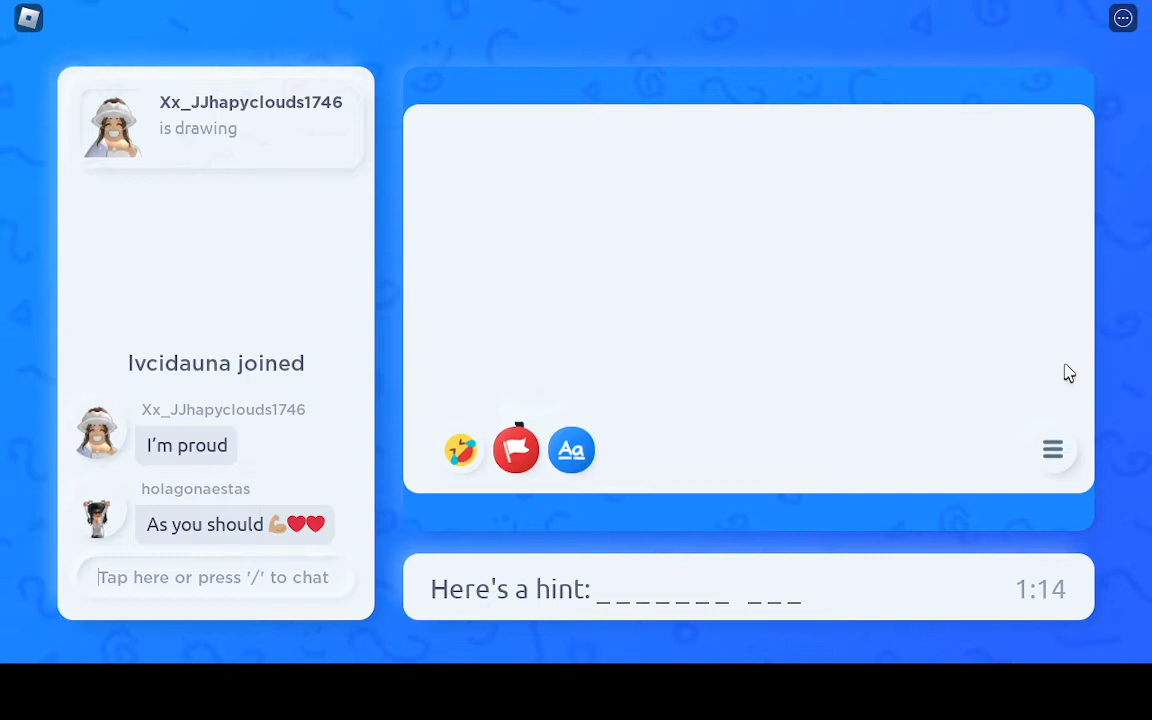 Xx_JJhapyclouds1746
is drawing
lvcidauna joined
Xx_JJhapyclouds1746
I'm proud
holagonaestas
As you should 💪🏼❤️❤️
Tap here or press '/' to chat
Aa
Here's a hint: _ _ _ _ _ _ _  _ _ _
1:14